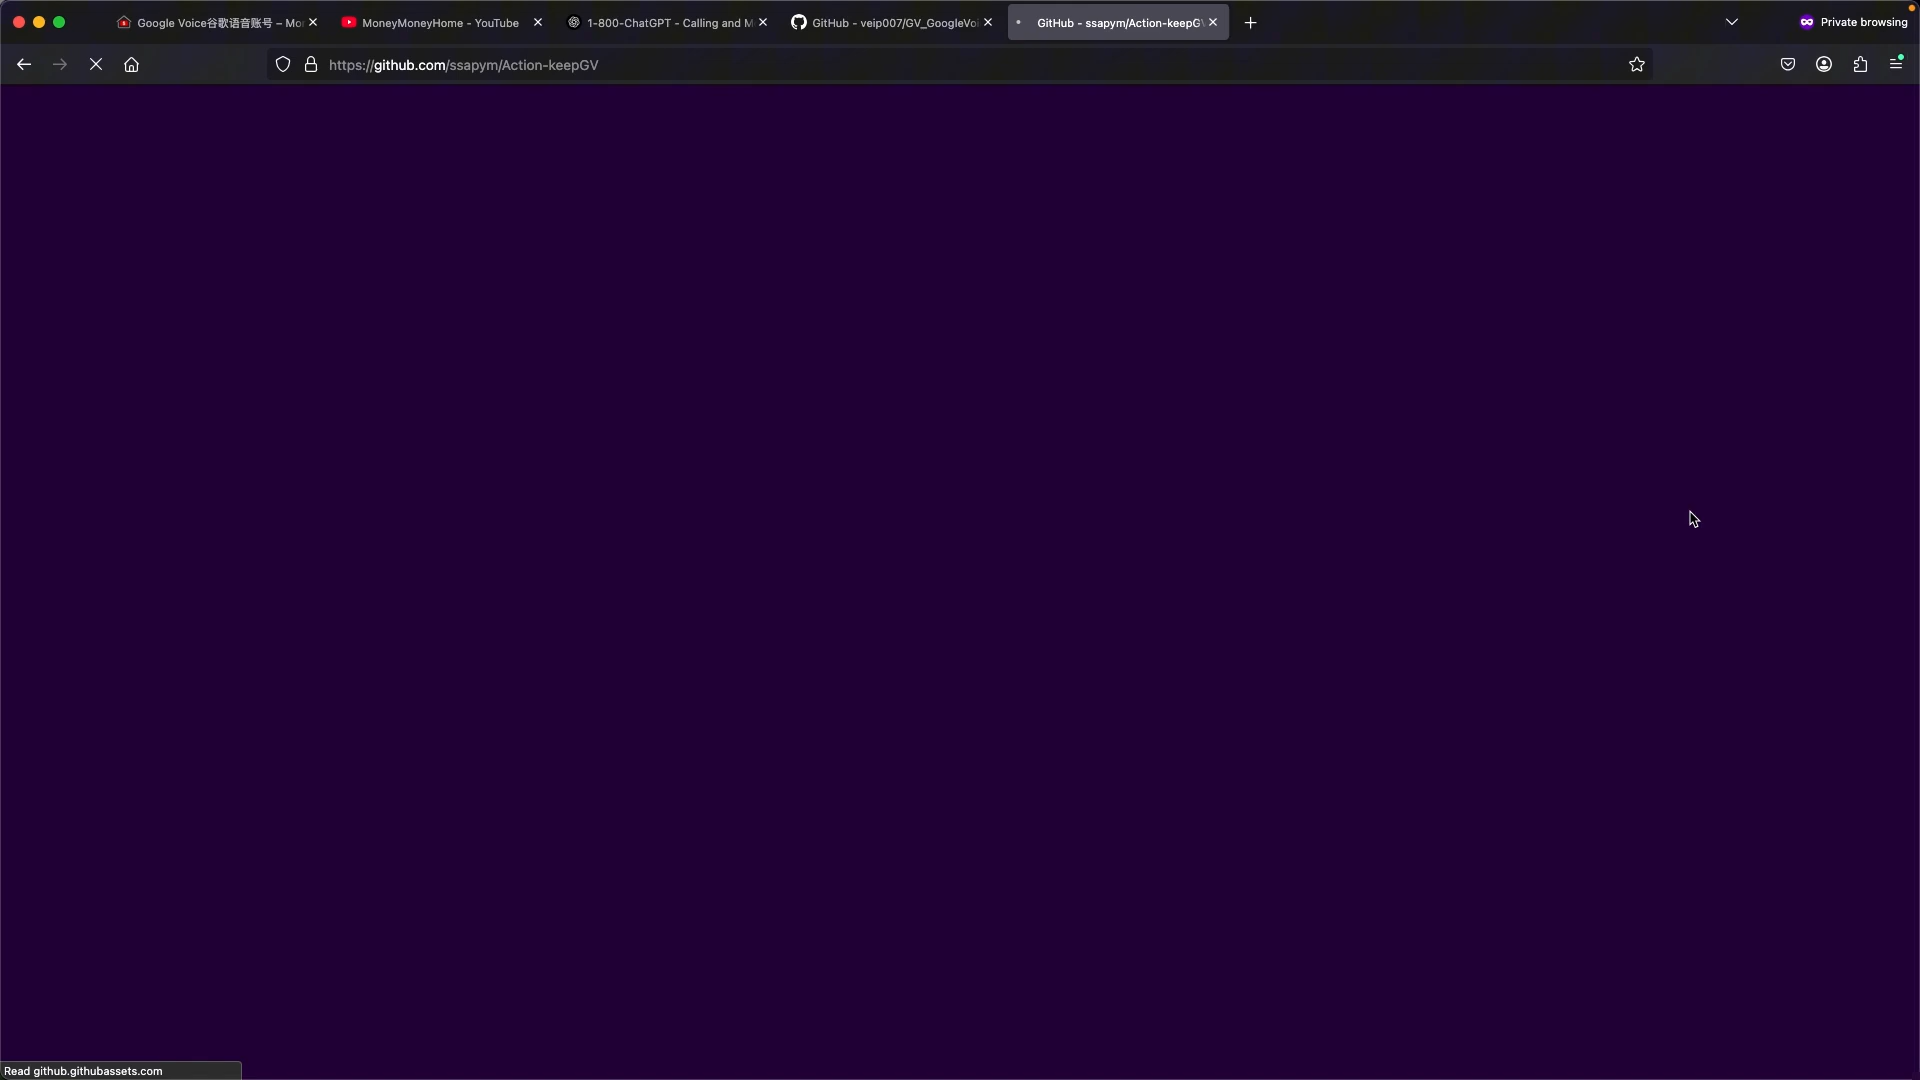 Google Voice谷歌语音账号 – Mo
MoneyMoneyHome - YouTube
1-800-ChatGPT - Calling and M
GitHub - veip007/GV_GoogleVo
GitHub - ssapym/Action-keepG
Private browsing
https://github.com/ssapym/Action-keepGV
Read github.githubassets.com